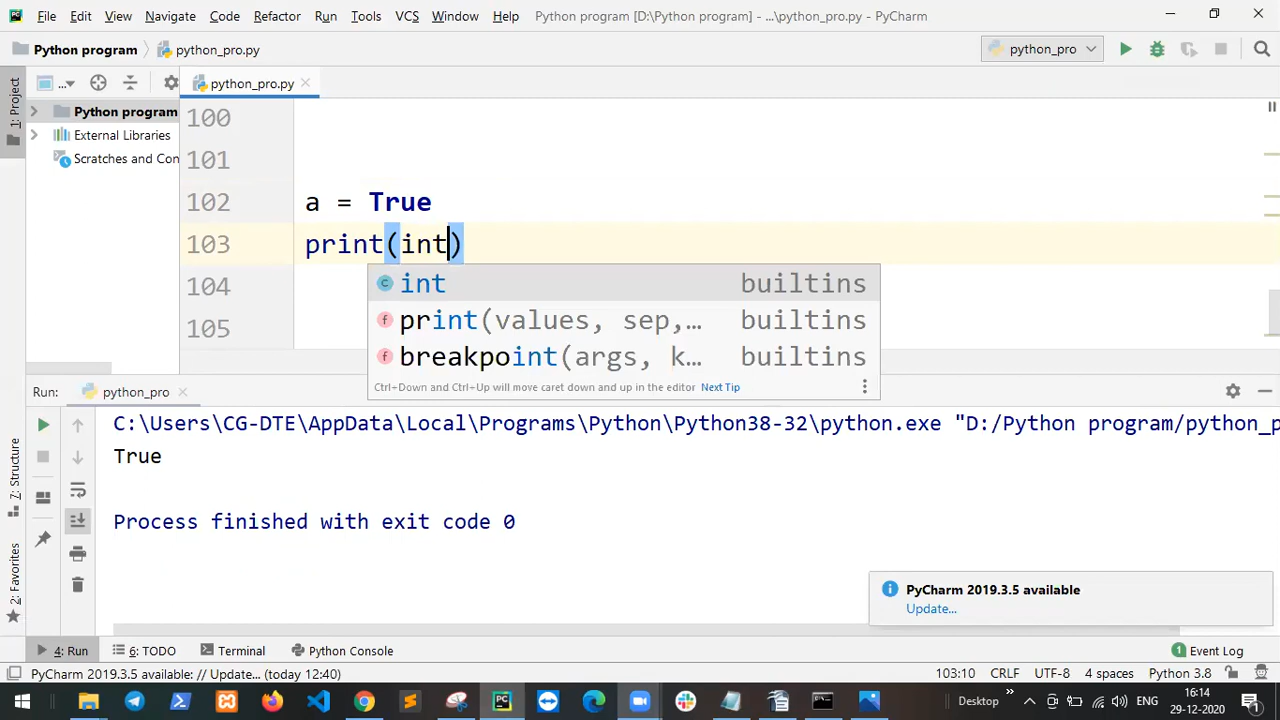 File Edit View Navigate Code Refactor Run Tools VCS Window Help Python program [D:\Python program] - ...\python_pro.py - PyCharm
Python program python_pro.py python_pro
1: Project ... python_pro.py
Python program
External Libraries
Scratches and Con
100
101
102 a = True
103 print(int)
104
105
int builtins
print(values, sep,… builtins
breakpoint(args, k… builtins
Ctrl+Down and Ctrl+Up will move caret down and up in the editor Next Tip
Run: python_pro
C:\Users\CG-DTE\AppData\Local\Programs\Python\Python38-32\python.exe "D:/Python program/python_p
True
Process finished with exit code 0
7: Structure
2: Favorites
PyCharm 2019.3.5 available
Update...
4: Run 6: TODO Terminal Python Console 1 Event Log
PyCharm 2019.3.5 available // Update... (today 12:40) 103:10 CRLF UTF-8 4 spaces Python 3.8
Desktop ENG 16:14
29-12-2020 1